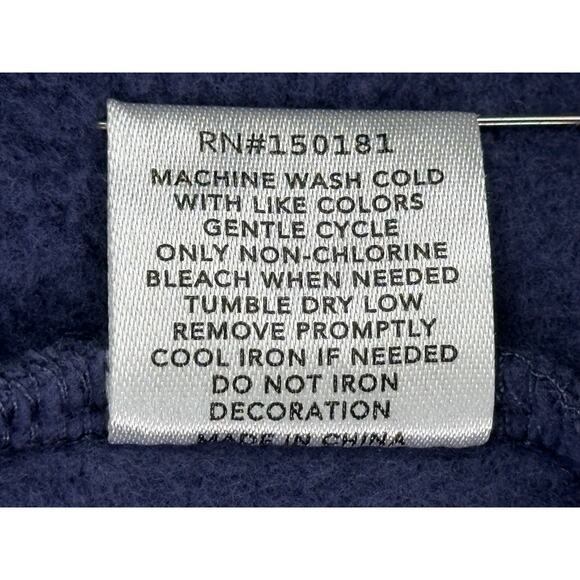 RN#150181
MACHINE WASH COLD
WITH LIKE COLORS
GENTLE CYCLE
ONLY NON-CHLORINE
BLEACH WHEN NEEDED
TUMBLE DRY LOW
REMOVE PROMPTLY
COOL IRON IF NEEDED
DO NOT IRON
DECORATION
MADE IN CHINA